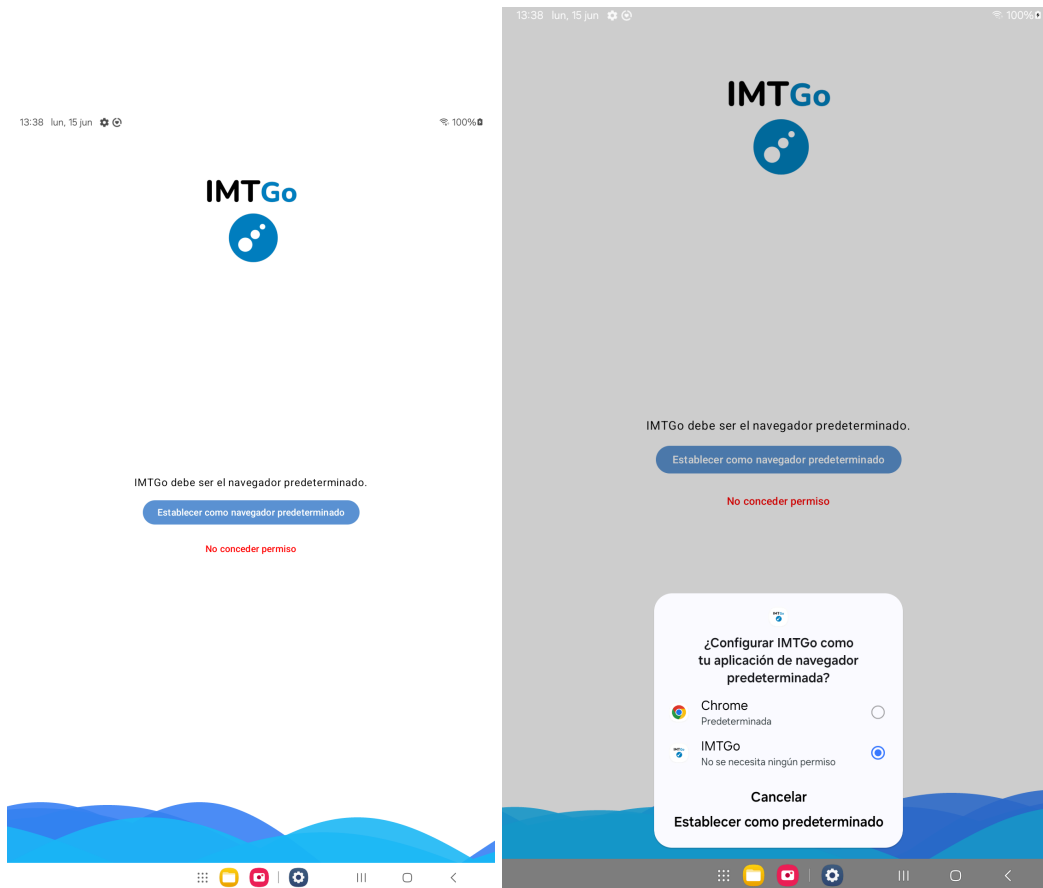 13:38 lun, 15 jun
100%
IMTGo
IMTGo debe ser el navegador predeterminado.
Establecer como navegador predeterminado
No conceder permiso
13:38 lun, 15 jun
100%
IMTGo
IMTGo debe ser el navegador predeterminado.
Establecer como navegador predeterminado
No conceder permiso
¿Configurar IMTGo como
tu aplicación de navegador
predeterminada?
Chrome
Predeterminada
IMTGo
No se necesita ningún permiso
Cancelar
Establecer como predeterminado